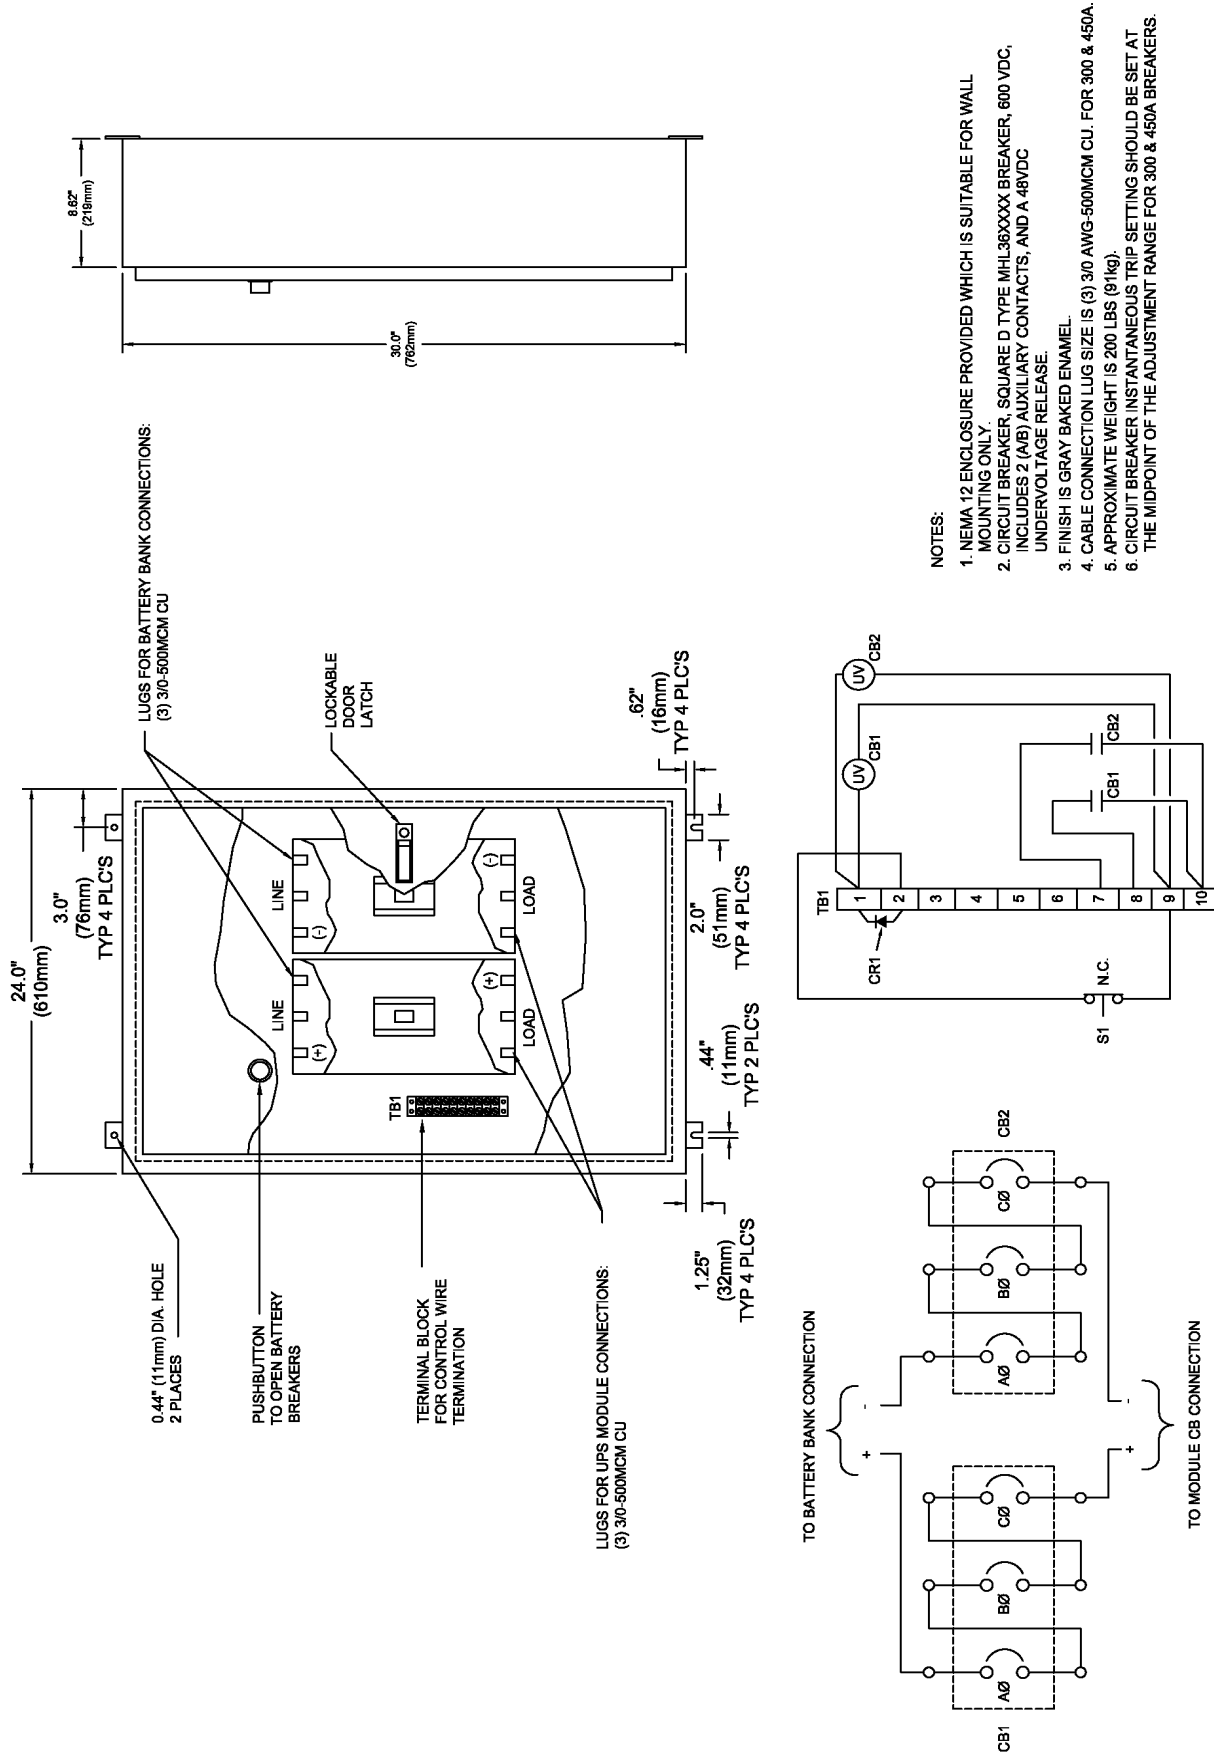 24.0"
(610mm)
3.0"
(76mm)
TYP 4 PLC'S
0.44" (11mm) DIA. HOLE
2 PLACES
PUSHBUTTON
TO OPEN BATTERY
BREAKERS
TERMINAL BLOCK
FOR CONTROL WIRE
TERMINATION
LUGS FOR UPS MODULE CONNECTIONS:
(3) 3/0-500MCM CU
LUGS FOR BATTERY BANK CONNECTIONS:
(3) 3/0-500MCM CU
LOCKABLE
DOOR
LATCH
TB1
LINE
(+)
(+)
LOAD
LINE
(-)
(-)
LOAD
1.25"
(32mm)
TYP 4 PLC'S
.44"
(11mm)
TYP 2 PLC'S
2.0"
(51mm)
TYP 4 PLC'S
.62"
(16mm)
TYP 4 PLC'S
8.62"
(219mm)
30.0"
(762mm)
TO BATTERY BANK CONNECTION
+
-
CB1
AØ
BØ
CØ
CB2
AØ
BØ
CØ
+
-
TO MODULE CB CONNECTION
S1
N.C.
CR1
TB1
1
2
3
4
5
6
7
8
9
10
UV
CB1
UV
CB2
CB1
CB2
NOTES:
1. NEMA 12 ENCLOSURE PROVIDED WHICH IS SUITABLE FOR WALL
MOUNTING ONLY.
2. CIRCUIT BREAKER, SQUARE D TYPE MHL36XXXX BREAKER, 600 VDC,
INCLUDES 2 (A/B) AUXILIARY CONTACTS, AND A 48VDC
UNDERVOLTAGE RELEASE.
3. FINISH IS GRAY BAKED ENAMEL.
4. CABLE CONNECTION LUG SIZE IS (3) 3/0 AWG-500MCM CU. FOR 300 & 450A.
5. APPROXIMATE WEIGHT IS 200 LBS (91kg).
6. CIRCUIT BREAKER INSTANTANEOUS TRIP SETTING SHOULD BE SET AT
THE MIDPOINT OF THE ADJUSTMENT RANGE FOR 300 & 450A BREAKERS.